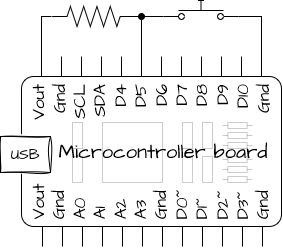 Vout Gnd SCL SDA D4 D5 D6 D7 D8 D9 D10 Gnd
USB
Microcontroller board
Vout Gnd A0 A1 A2 A3 Gnd D0~ D1~ D2~ D3~ Gnd